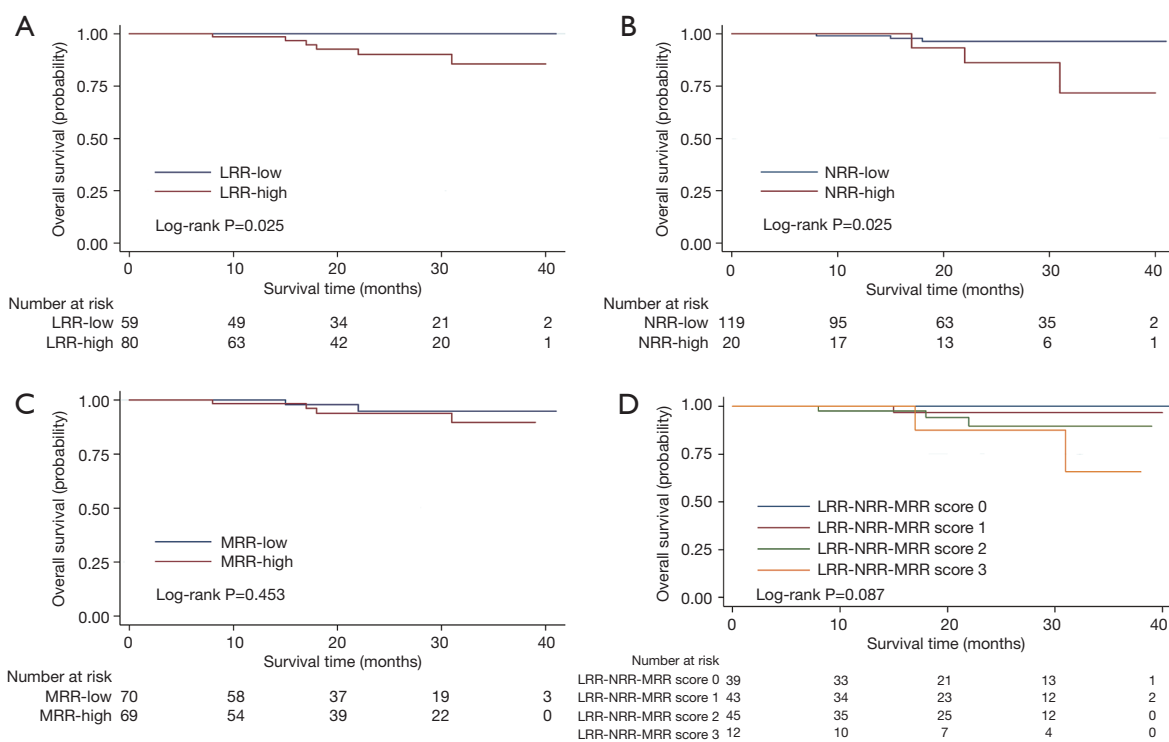 A
Overall survival (probability)
1.00
0.75
0.50
0.25
0.00
LRR-low
LRR-high
Log-rank P=0.025
0 10 20 30 40
Survival time (months)
Number at risk
LRR-low 59 49 34 21 2
LRR-high 80 63 42 20 1
B
Overall survival (probability)
1.00
0.75
0.50
0.25
0.00
NRR-low
NRR-high
Log-rank P=0.025
0 10 20 30 40
Survival time (months)
Number at risk
NRR-low 119 95 63 35 2
NRR-high 20 17 13 6 1
C
Overall survival (probability)
1.00
0.75
0.50
0.25
0.00
MRR-low
MRR-high
Log-rank P=0.453
0 10 20 30 40
Survival time (months)
Number at risk
MRR-low 70 58 37 19 3
MRR-high 69 54 39 22 0
D
Overall survival (probability)
1.00
0.75
0.50
0.25
0.00
LRR-NRR-MRR score 0
LRR-NRR-MRR score 1
LRR-NRR-MRR score 2
LRR-NRR-MRR score 3
Log-rank P=0.087
0 10 20 30 40
Survival time (months)
Number at risk
LRR-NRR-MRR score 0 39 33 21 13 1
LRR-NRR-MRR score 1 43 34 23 12 2
LRR-NRR-MRR score 2 45 35 25 12 0
LRR-NRR-MRR score 3 12 10 7 4 0